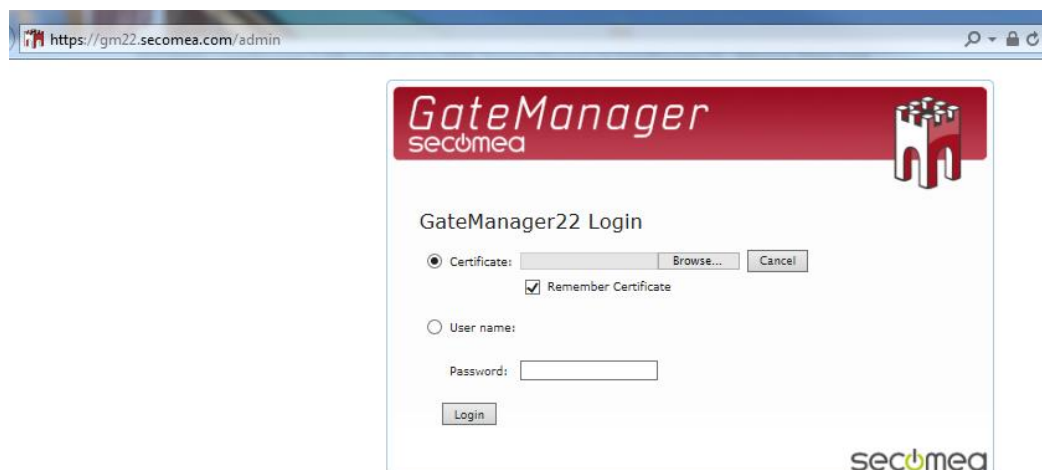 https://gm22.secomea.com/admin
GateManager
secomea
GateManager22 Login
Certificate: Browse... Cancel
Remember Certificate
User name:
Password:
Login
secomea